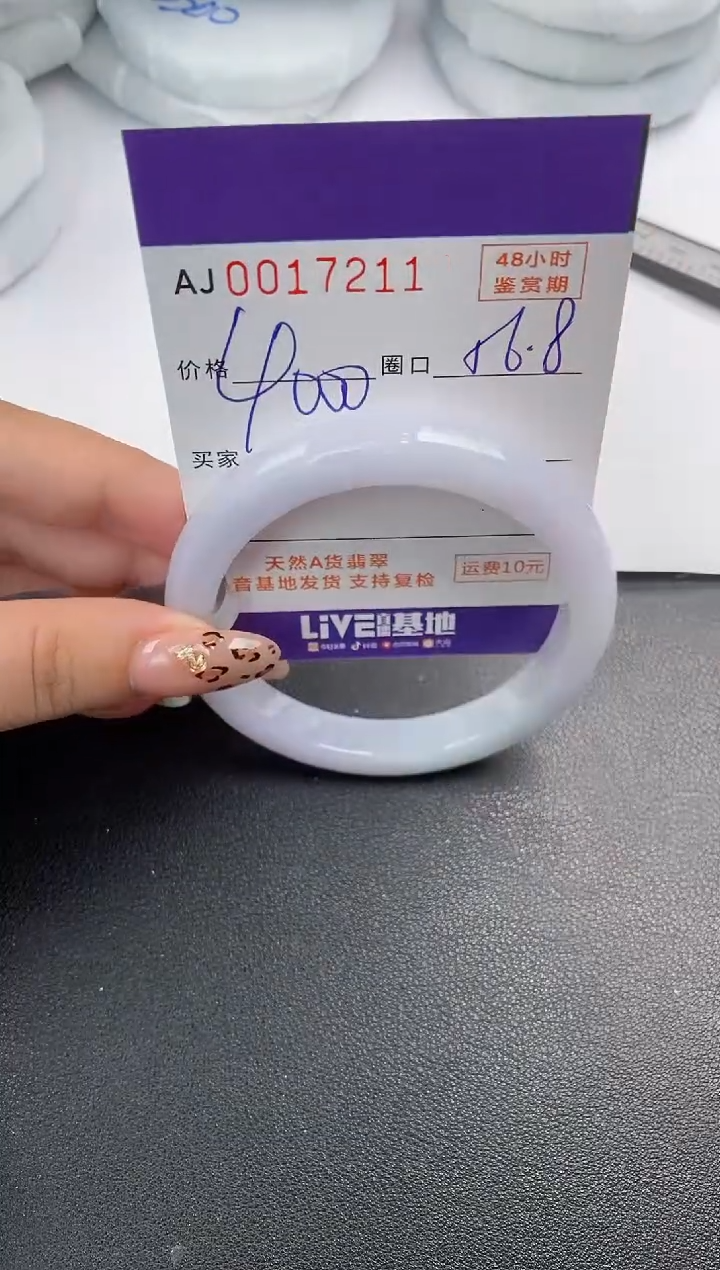 AJ 0017211
48小时
鉴赏期
价格 4000 圈口 56.8
买家
天然A货翡翠
音基地发货 支持复检
运费10元
LiVE 基地